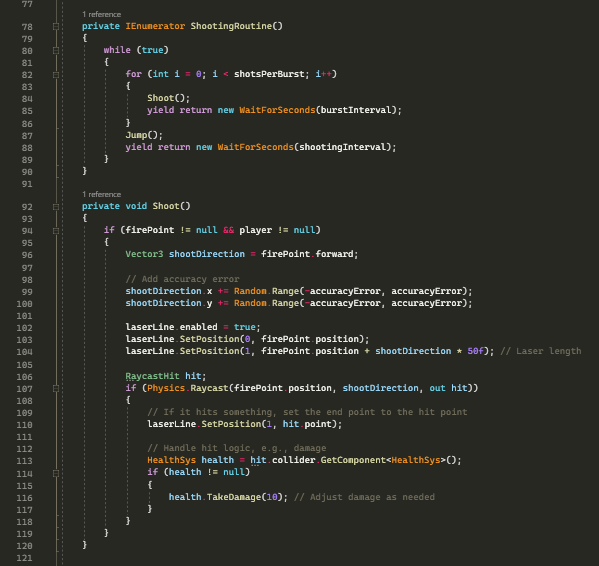 77
1 reference
78 private IEnumerator ShootingRoutine()
79 {
80 while (true)
81 {
82 for (int i = 0; i < shotsPerBurst; i++)
83 {
84 Shoot();
85 yield return new WaitForSeconds(burstInterval);
86 }
87 Jump();
88 yield return new WaitForSeconds(shootingInterval);
89 }
90 }
91
1 reference
92 private void Shoot()
93 {
94 if (firePoint != null && player != null)
95 {
96 Vector3 shootDirection = firePoint.forward;
97
98 // Add accuracy error
99 shootDirection.x += Random.Range(-accuracyError, accuracyError);
100 shootDirection.y += Random.Range(-accuracyError, accuracyError);
101
102 laserLine.enabled = true;
103 laserLine.SetPosition(0, firePoint.position);
104 laserLine.SetPosition(1, firePoint.position + shootDirection * 50f); // Laser length
105
106 RaycastHit hit;
107 if (Physics.Raycast(firePoint.position, shootDirection, out hit))
108 {
109 // If it hits something, set the end point to the hit point
110 laserLine.SetPosition(1, hit.point);
111
112 // Handle hit logic, e.g., damage
113 HealthSys health = hit.collider.GetComponent<HealthSys>();
114 if (health != null)
115 {
116 health.TakeDamage(10); // Adjust damage as needed
117 }
118 }
119 }
120 }
121